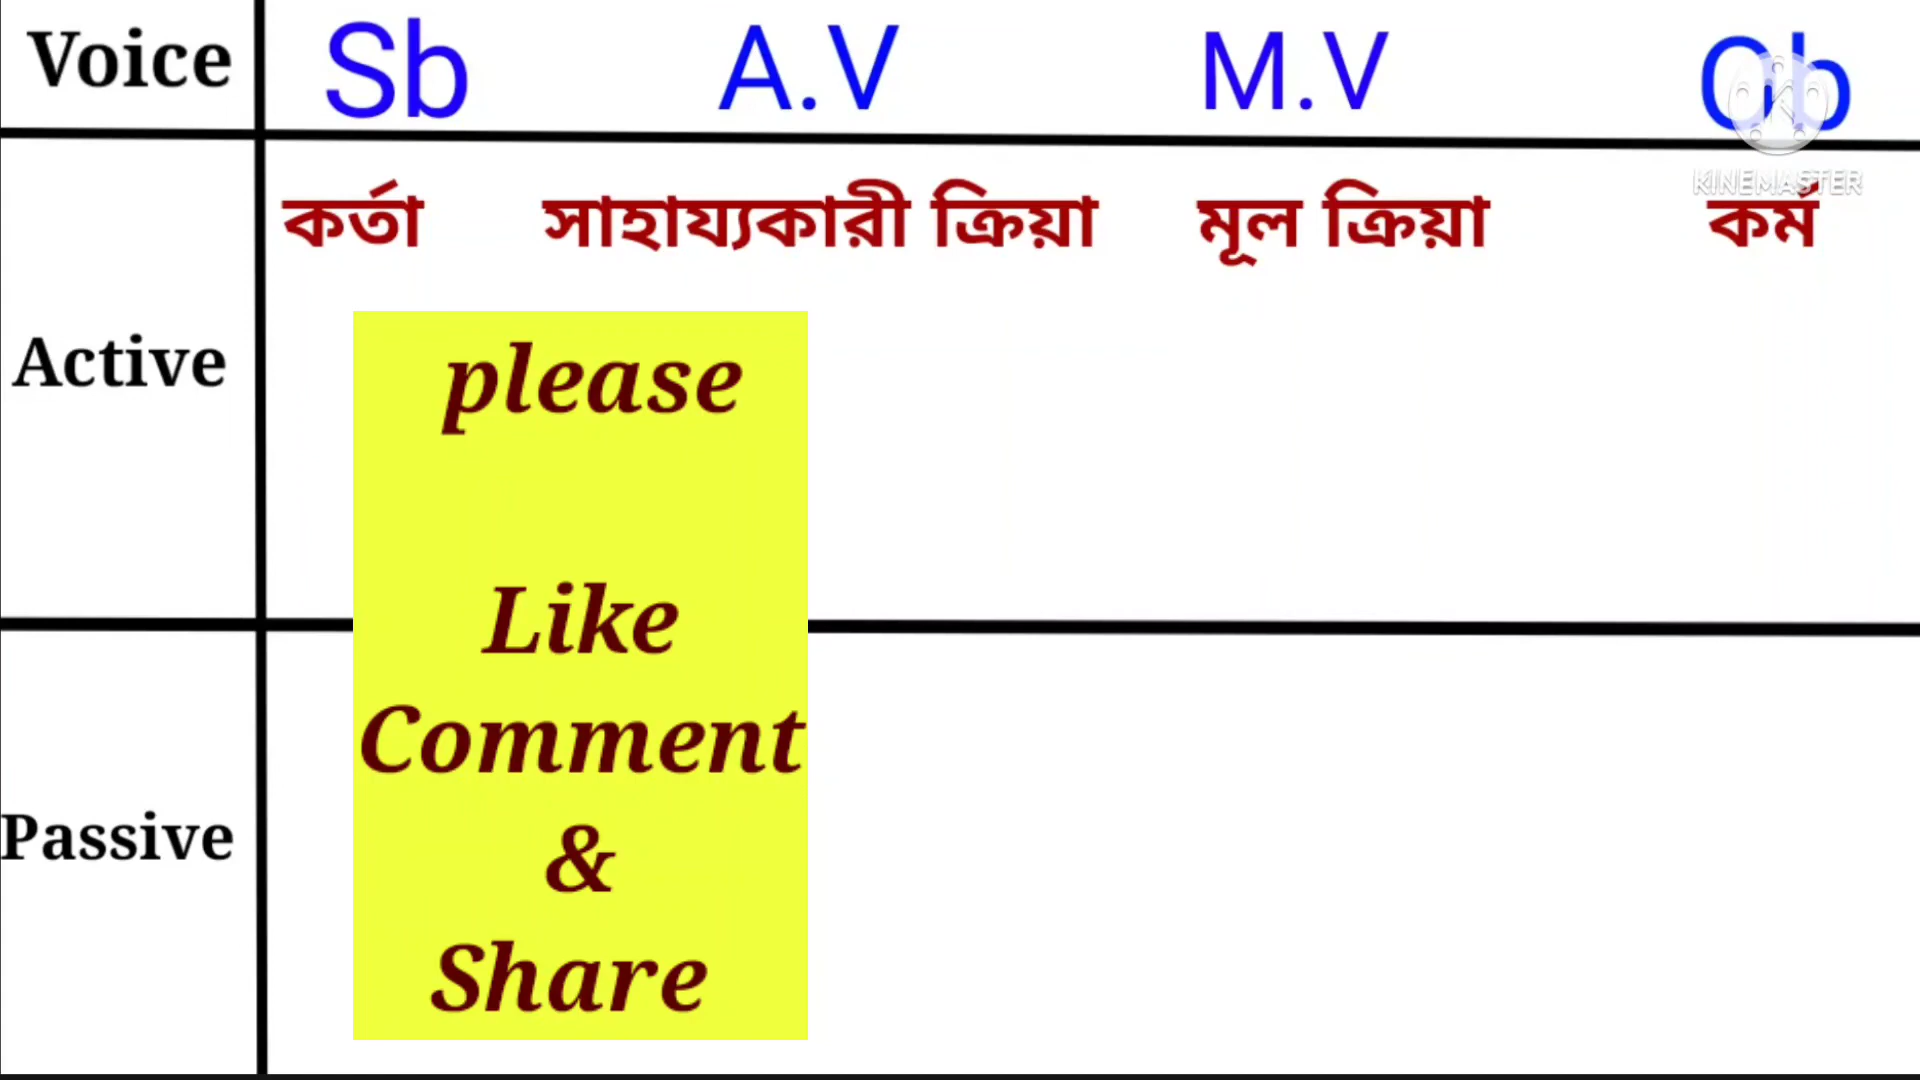 Voice Sb A.V M.V Ob
KINEMASTER
কর্তা সাহায্যকারী ক্রিয়া মূল ক্রিয়া কর্ম
Active
please
Like
Comment
Passive
&
Share